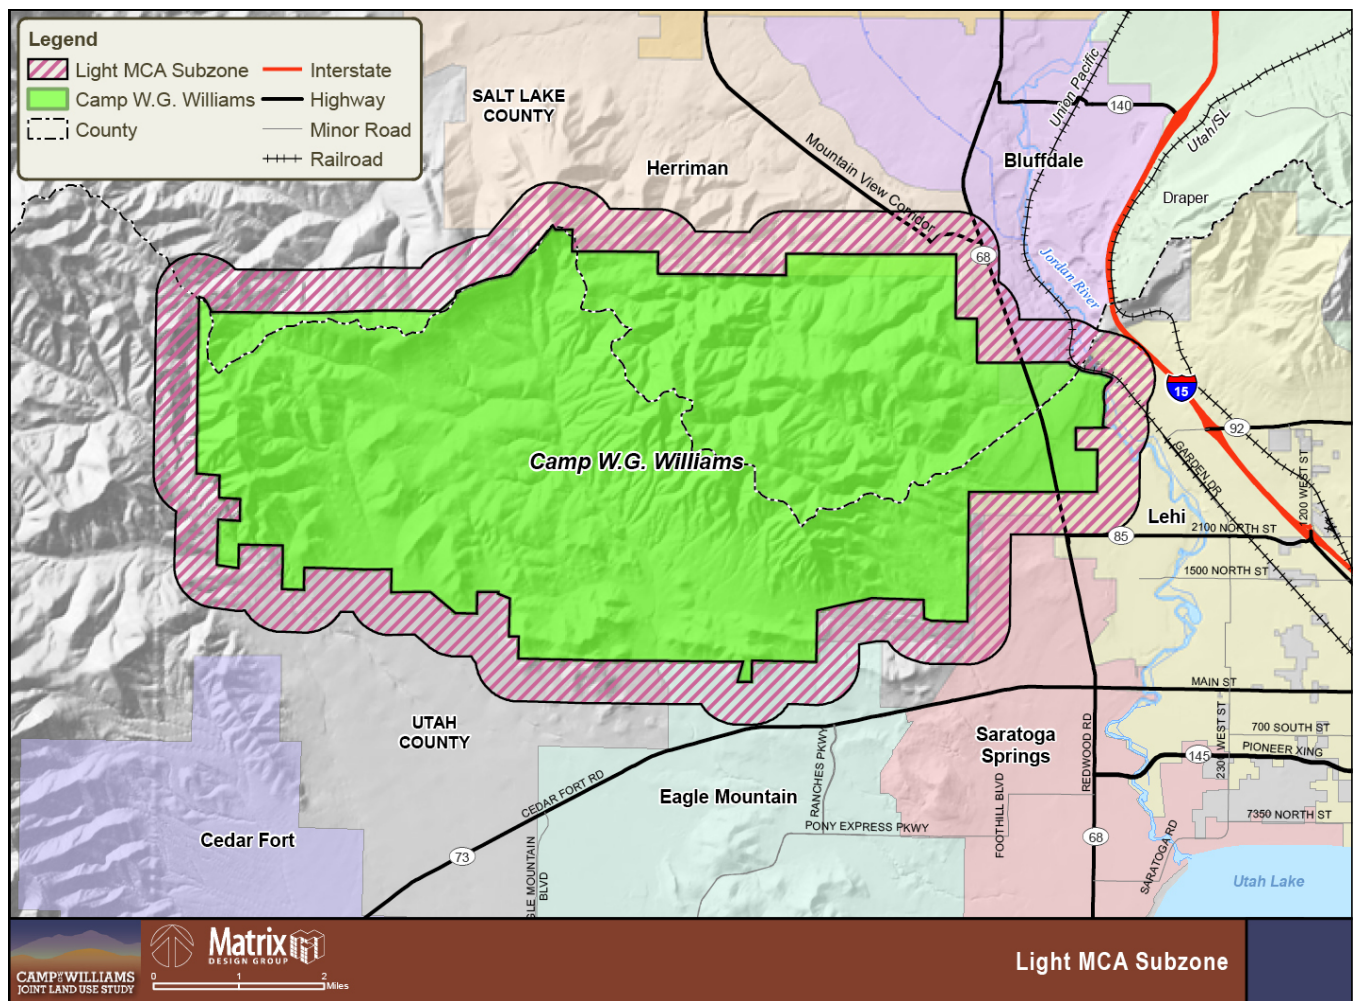 Legend
Light MCA Subzone
Camp W.G. Williams
County
Interstate
Highway
Minor Road
Railroad
SALT LAKE
COUNTY
Herriman
Mountain View Corridor
Union Pacific
140
Bluffdale
Utah/SL
Draper
68
Jordan River
15
92
Camp W.G. Williams
GARDEN DR
1200 WEST ST
Lehi
2100 NORTH ST
85
1500 NORTH ST
MAIN ST
UTAH
COUNTY
Saratoga
Springs
REDWOOD RD
2300 WEST ST
700 SOUTH ST
PIONEER XING
145
RANCHES PKWY
CEDAR FORT RD
Eagle Mountain
FOOTHILL BLVD
7350 NORTH ST
PONY EXPRESS PKWY
Cedar Fort
73
68
GLE MOUNTAIN
BLVD
SARATOGA RD
Utah Lake
CAMP W.G. WILLIAMS
JOINT LAND USE STUDY
Matrix
DESIGN GROUP
0 1 2
Miles
Light MCA Subzone